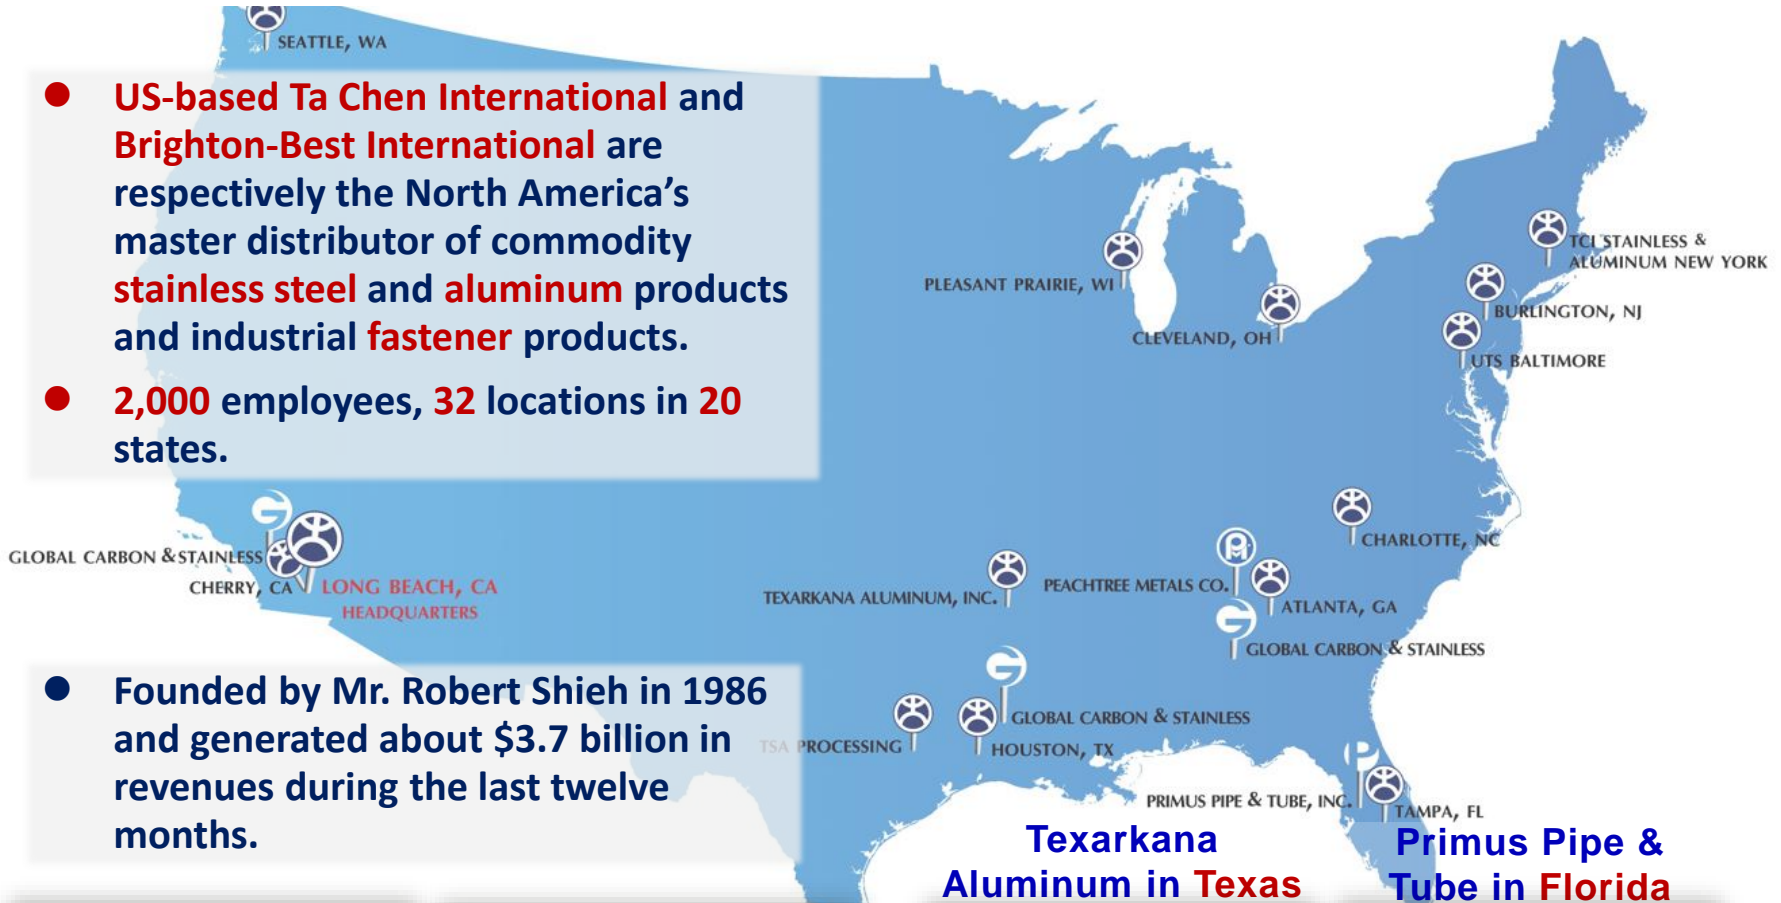 SEATTLE, WA
● US-based Ta Chen International and
Brighton-Best International are
respectively the North America’s
master distributor of commodity
stainless steel and aluminum products
and industrial fastener products.
● 2,000 employees, 32 locations in 20
states.
TCI STAINLESS &
ALUMINUM NEW YORK
PLEASANT PRAIRIE, WI
BURLINGTON, NJ
CLEVELAND, OH
UTS BALTIMORE
GLOBAL CARBON & STAINLESS
CHERRY, CA
LONG BEACH, CA
HEADQUARTERS
CHARLOTTE, NC
TEXARKANA ALUMINUM, INC.
PEACHTREE METALS CO.
ATLANTA, GA
GLOBAL CARBON & STAINLESS
● Founded by Mr. Robert Shieh in 1986
and generated about $3.7 billion in
revenues during the last twelve
months.
GLOBAL CARBON & STAINLESS
TSA PROCESSING
HOUSTON, TX
PRIMUS PIPE & TUBE, INC.
TAMPA, FL
Texarkana
Aluminum in Texas
Primus Pipe &
Tube in Florida